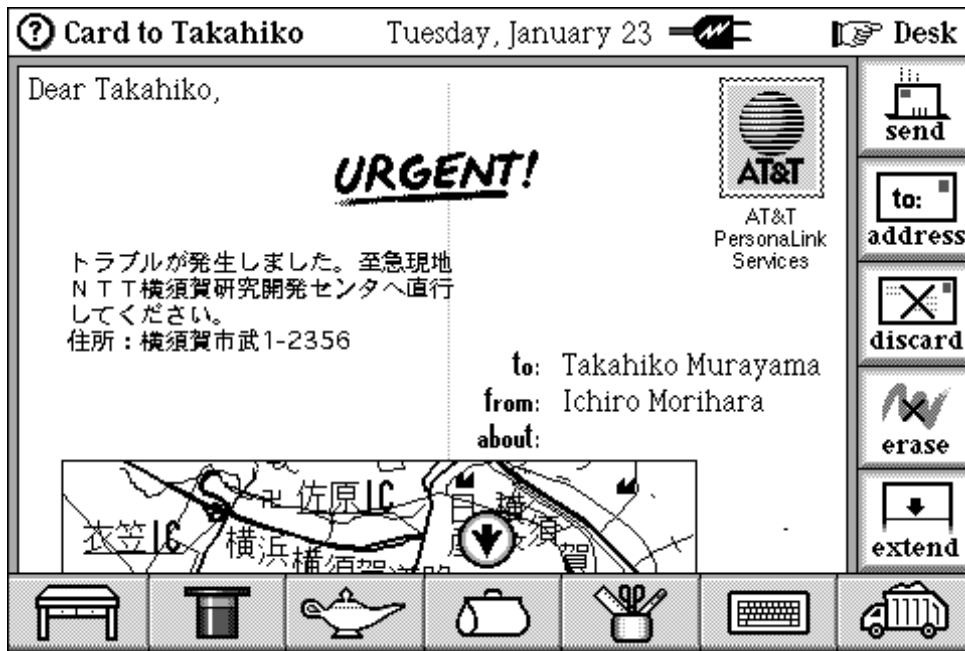 Card to Takahiko
Tuesday, January 23
Desk
Dear Takahiko,
URGENT!
AT&T
AT&T
PersonaLink
Services
トラブルが発生しました。至急現地
ＮＴＴ横須賀研究開発センタへ直行
してください。
住所：横須賀市武1-2356
to: Takahiko Murayama
from: Ichiro Morihara
about:
佐原IC
衣笠IC
横浜横須賀道路
send
to:
address
discard
erase
extend